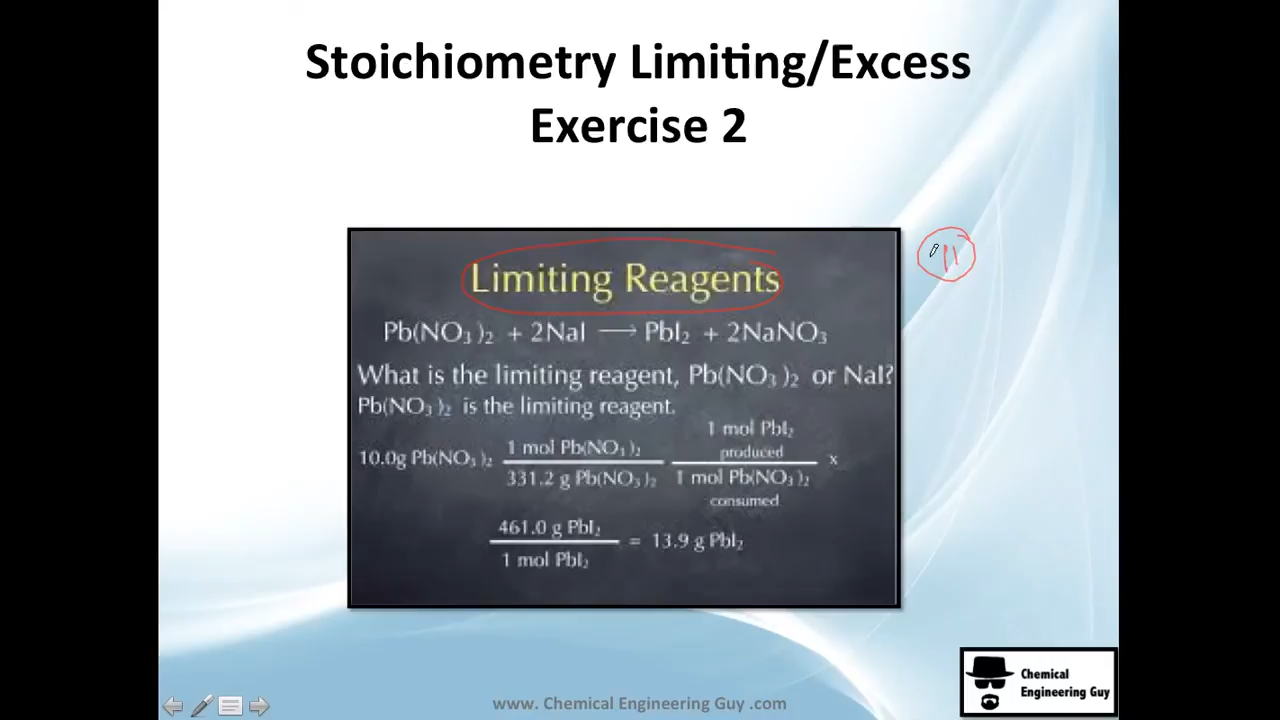 Stoichiometry Limiting/Excess
Exercise 2
Limiting Reagents
11
Pb(NO₃)₂ + 2NaI ⟶ PbI₂ + 2NaNO₃
What is the limiting reagent, Pb(NO₃)₂ or NaI?
Pb(NO₃)₂ is the limiting reagent.
1 mol PbI₂
produced
10.0g Pb(NO₃)₂ 1 mol Pb(NO₃)₂ x
331.2 g Pb(NO₃)₂ 1 mol Pb(NO₃)₂
consumed
461.0 g PbI₂
= 13.9 g PbI₂
1 mol PbI₂
Chemical
Engineering Guy
www. Chemical Engineering Guy .com